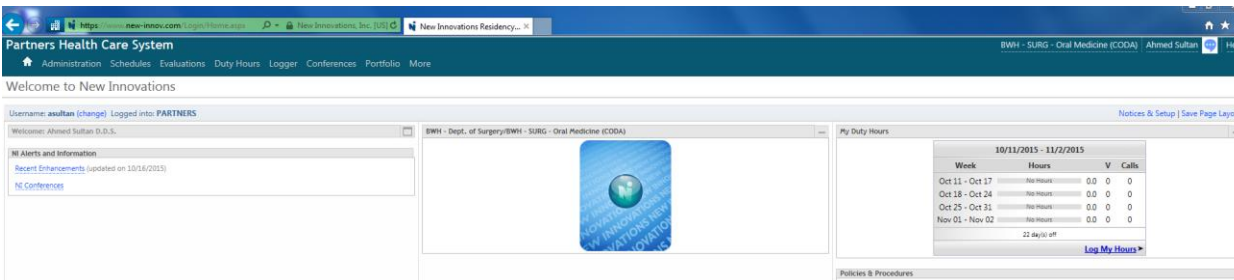 https://www.new-innov.com/Login/Home.aspx New Innovations, Inc. [US] New Innovations Residency...
Partners Health Care System
BWH - SURG - Oral Medicine (CODA) Ahmed Sultan
Administration Schedules Evaluations Duty Hours Logger Conferences Portfolio More
Welcome to New Innovations
Username: asultan (change) Logged into: PARTNERS
Notices & Setup | Save Page Layo
Welcome: Ahmed Sultan D.D.S.
NI Alerts and Information
Recent Enhancements (updated on 10/16/2015)
NI Conferences
BWH - Dept. of Surgery/BWH - SURG - Oral Medicine (CODA)
My Duty Hours
10/11/2015 - 11/2/2015
Week Hours V Calls
Oct 11 - Oct 17 No Hours 0.0 0 0
Oct 18 - Oct 24 No Hours 0.0 0 0
Oct 25 - Oct 31 No Hours 0.0 0 0
Nov 01 - Nov 02 No Hours 0.0 0 0
22 day(s) off
Log My Hours
Policies & Procedures